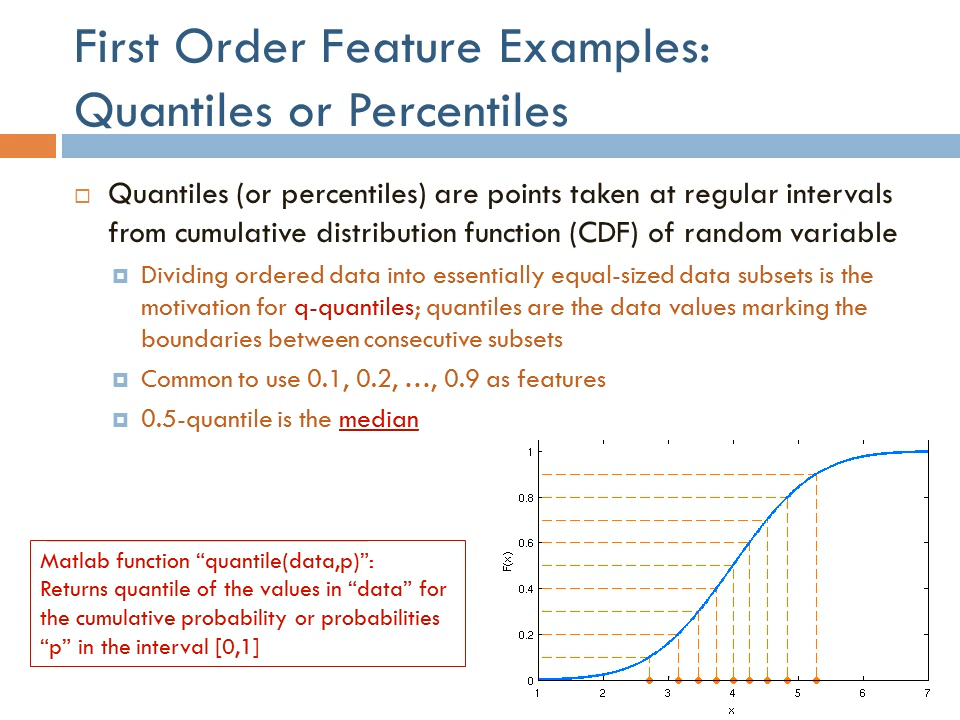 First Order Feature Examples:
Quantiles or Percentiles
Quantiles (or percentiles) are points taken at regular intervals
from cumulative distribution function (CDF) of random variable
Dividing ordered data into essentially equal-sized data subsets is the
motivation for q-quantiles; quantiles are the data values marking the
boundaries between consecutive subsets
Common to use 0.1, 0.2, …, 0.9 as features
0.5-quantile is the median
Matlab function “quantile(data,p)”:
Returns quantile of the values in “data” for
the cumulative probability or probabilities
“p” in the interval [0,1]
1
0.8
0.6
0.4
0.2
0
F(x)
1 2 3 4 5 6 7
x